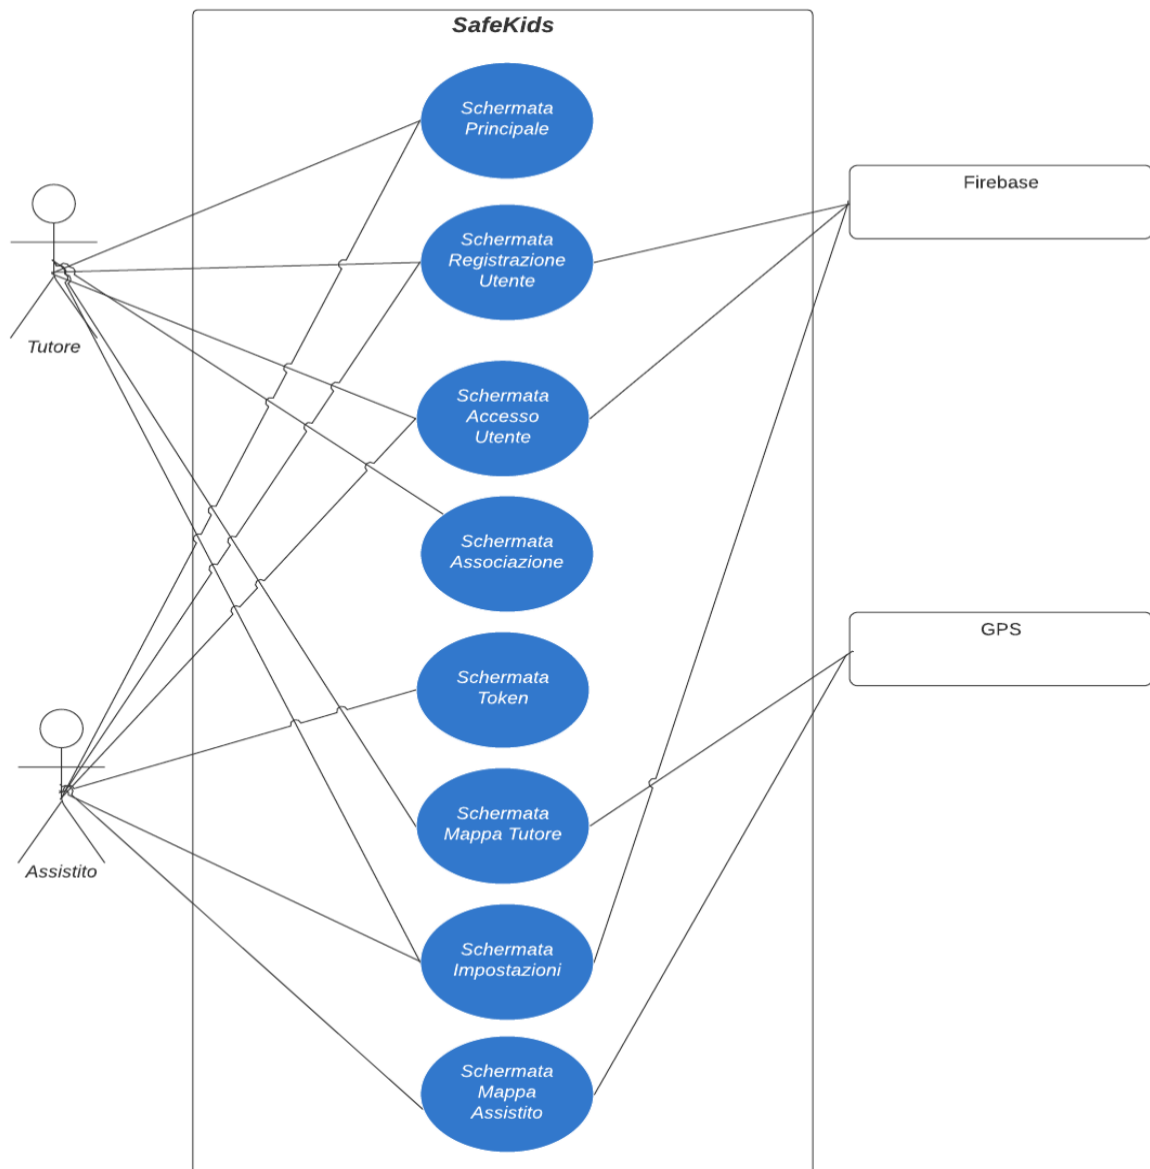 SafeKids
Schermata
Principale
Schermata
Registrazione
Utente
Firebase
Tutore
Schermata
Accesso
Utente
Schermata
Associazione
GPS
Schermata
Token
Schermata
Mappa Tutore
Assistito
Schermata
Impostazioni
Schermata
Mappa
Assistito